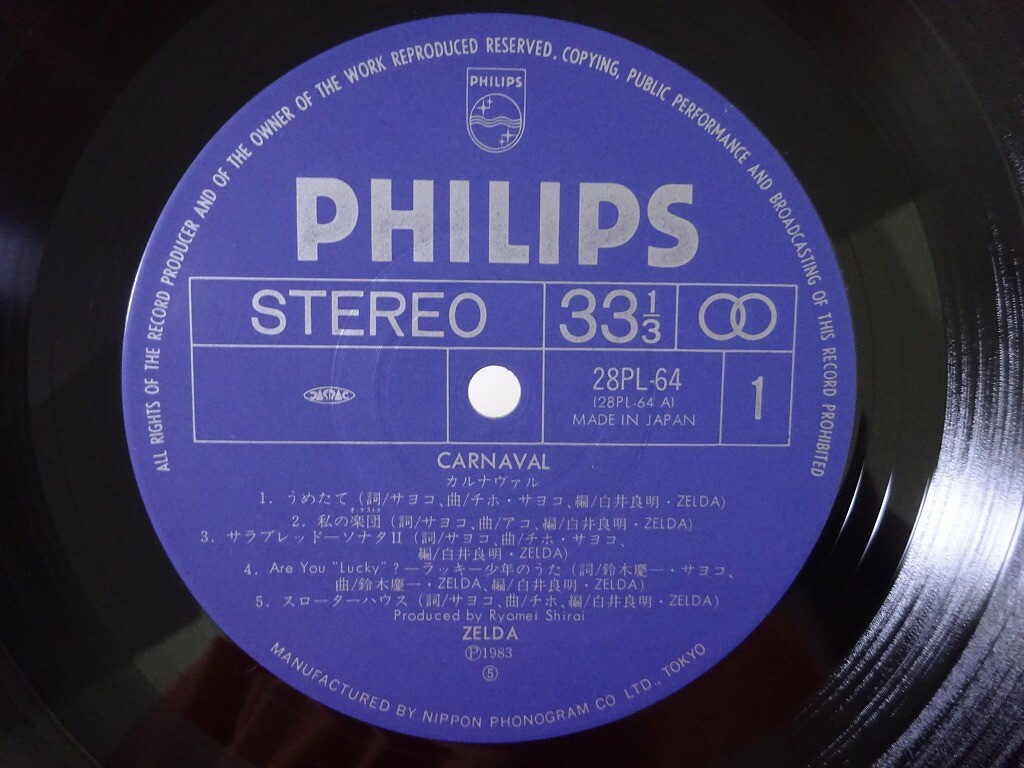 ALL RIGHTS OF THE RECORD PRODUCER AND OF THE OWNER OF THE WORK REPRODUCED RESERVED. COPYING, PUBLIC PERFORMANCE AND BROADCASTING OF THIS RECORD PROHIBITED
PHILIPS
PHILIPS
STEREO
33 1/3
JASRAC
28PL-64
(28PL-64 A)
MADE IN JAPAN
1
CARNAVAL
カルナヴァル
1. うめたて (詞/サヨコ、曲/チホ・サヨコ、編/白井良明・ZELDA)
オーケストラ
2. 私の楽団 (詞/サヨコ、曲/アコ、編/白井良明・ZELDA)
3. サラブレッドーソナタII (詞/サヨコ、曲/チホ・サヨコ、
編/白井良明・ZELDA)
4. Are You "Lucky"?—ラッキー少年のうた (詞/鈴木慶一・サヨコ、
曲/鈴木慶一・ZELDA、編/白井良明・ZELDA)
5. スローターハウス (詞/サヨコ、曲/チホ、編/白井良明・ZELDA)
Produced by Ryomei Shirai
ZELDA
Ⓟ1983
⑤
MANUFACTURED BY NIPPON PHONOGRAM CO LTD., TOKYO